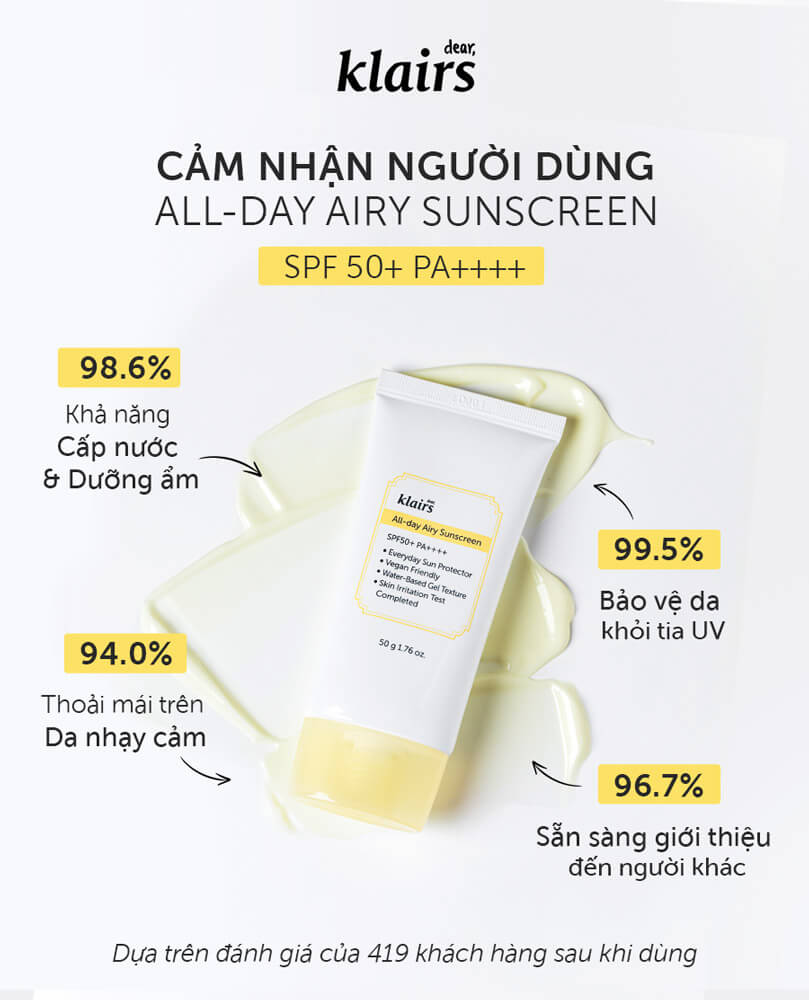 dear,
klairs
CẢM NHẬN NGƯỜI DÙNG
ALL-DAY AIRY SUNSCREEN
SPF 50+ PA++++
98.6%
Khả năng
Cấp nước
& Dưỡng ẩm
99.5%
Bảo vệ da
khỏi tia UV
94.0%
Thoải mái trên
Da nhạy cảm
96.7%
Sẵn sàng giới thiệu
đến người khác
dear,
klairs
All-day Airy Sunscreen
SPF50+ PA++++
• Everyday Sun Protector
• Vegan Friendly
• Water-Based Gel Texture
• Skin Irritation Test
Completed
50 g 1.76 oz.
Dựa trên đánh giá của 419 khách hàng sau khi dùng